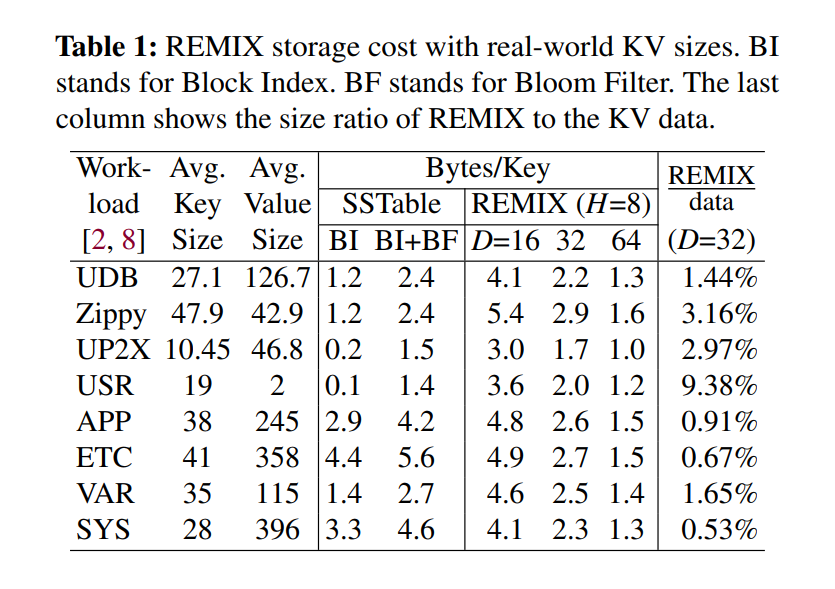 Table 1: REMIX storage cost with real-world KV sizes. BI
stands for Block Index. BF stands for Bloom Filter. The last
column shows the size ratio of REMIX to the KV data.
Work- Avg. Avg. Bytes/Key REMIX
load Key Value SSTable REMIX (H=8) data
[2, 8] Size Size BI BI+BF D=16 32 64 (D=32)
UDB 27.1 126.7 1.2 2.4 4.1 2.2 1.3 1.44%
Zippy 47.9 42.9 1.2 2.4 5.4 2.9 1.6 3.16%
UP2X 10.45 46.8 0.2 1.5 3.0 1.7 1.0 2.97%
USR 19 2 0.1 1.4 3.6 2.0 1.2 9.38%
APP 38 245 2.9 4.2 4.8 2.6 1.5 0.91%
ETC 41 358 4.4 5.6 4.9 2.7 1.5 0.67%
VAR 35 115 1.4 2.7 4.6 2.5 1.4 1.65%
SYS 28 396 3.3 4.6 4.1 2.3 1.3 0.53%